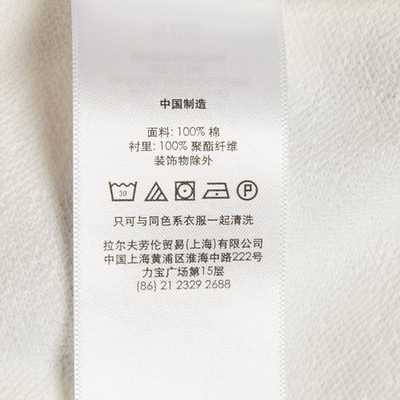 中国制造
面料: 100% 棉
衬里: 100% 聚酯纤维
装饰物除外
30 P
只可与同色系衣服一起清洗
拉尔夫劳伦贸易(上海)有限公司
中国上海黄浦区淮海中路222号
力宝广场第15层
(86) 21 2329 2688